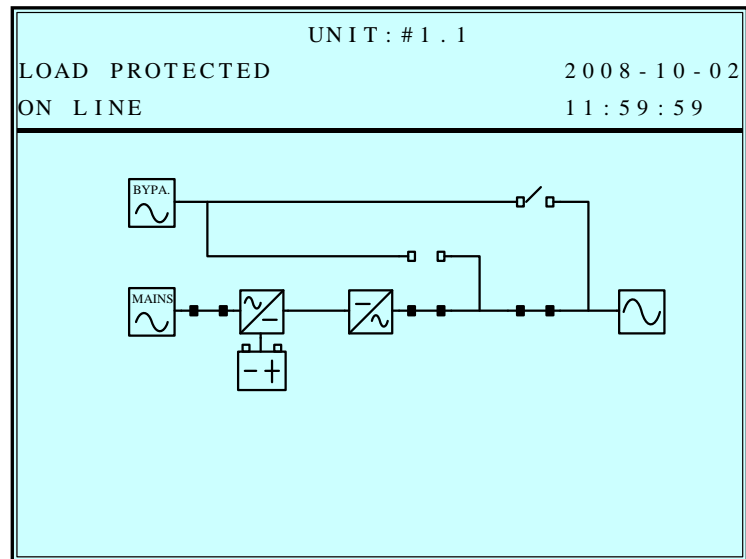 UNIT:#1.1
LOAD PROTECTED 2008-10-02
ON LINE 11:59:59
BYPA.
MAINS